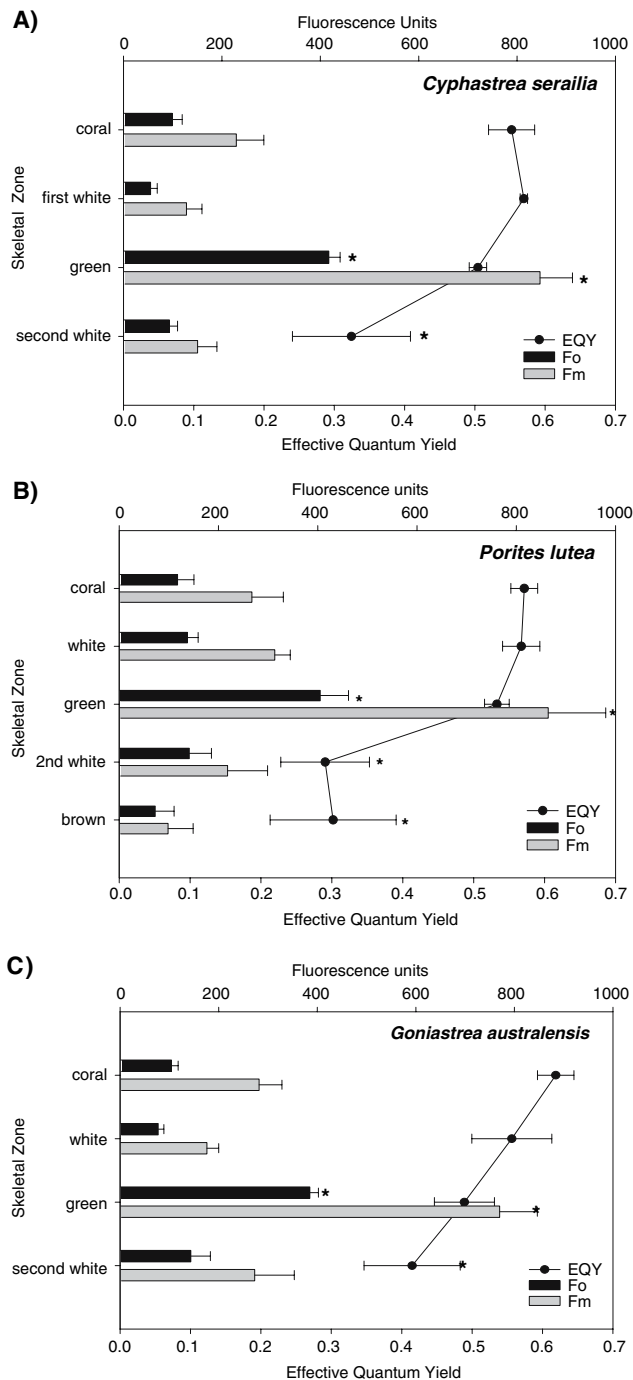 A)
Fluorescence Units
0 200 400 600 800 1000
Cyphastrea serailia
Skeletal Zone
coral
first white
green
second white
*
*
*
EQY
Fo
Fm
0.0 0.1 0.2 0.3 0.4 0.5 0.6 0.7
Effective Quantum Yield
B)
Fluorescence units
0 200 400 600 800 1000
Porites lutea
Skeletal Zone
coral
white
green
2nd white
brown
*
*
*
*
EQY
Fo
Fm
0.0 0.1 0.2 0.3 0.4 0.5 0.6 0.7
Effective Quantum Yield
C)
Fluorescence units
0 200 400 600 800 1000
Goniastrea australensis
Skeletal Zone
coral
white
green
second white
*
*
*
EQY
Fo
Fm
0.0 0.1 0.2 0.3 0.4 0.5 0.6 0.7
Effective Quantum Yield